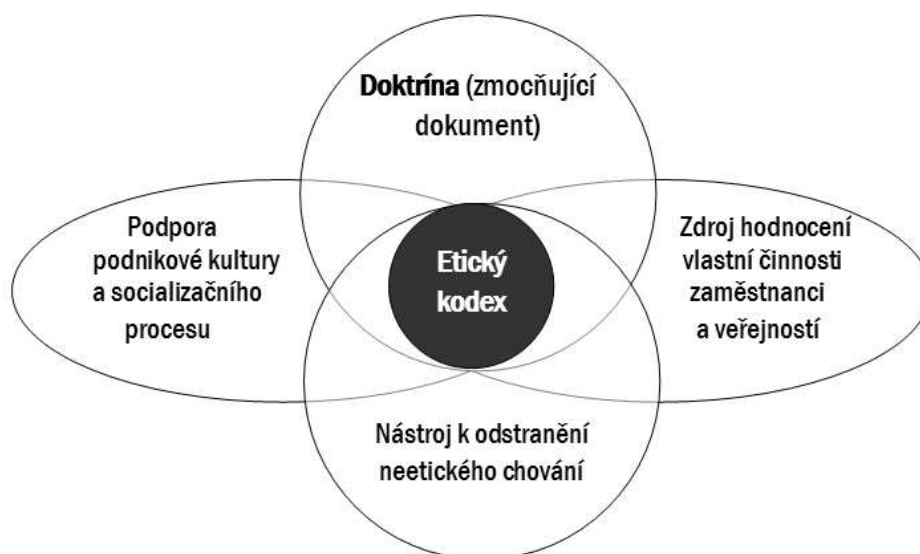 Doktrína (zmocňující
dokument)
Podpora
podnikové kultury
a socializačního
procesu
Etický
kodex
Zdroj hodnocení
vlastní činnosti
zaměstnanci
a veřejností
Nástroj k odstranění
neetického chování